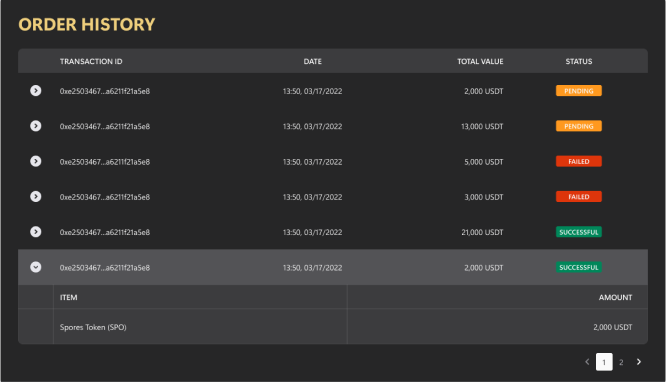 ORDER HISTORY
TRANSACTION ID DATE TOTAL VALUE STATUS
0xe2503467...a6211f21a5e8 13:50, 03/17/2022 2,000 USDT PENDING
0xe2503467...a6211f21a5e8 13:50, 03/17/2022 13,000 USDT PENDING
0xe2503467...a6211f21a5e8 13:50, 03/17/2022 5,000 USDT FAILED
0xe2503467...a6211f21a5e8 13:50, 03/17/2022 3,000 USDT FAILED
0xe2503467...a6211f21a5e8 13:50, 03/17/2022 21,000 USDT SUCCESSFUL
0xe2503467...a6211f21a5e8 13:50, 03/17/2022 2,000 USDT SUCCESSFUL
ITEM AMOUNT
Spores Token (SPO) 2,000 USDT
1 2